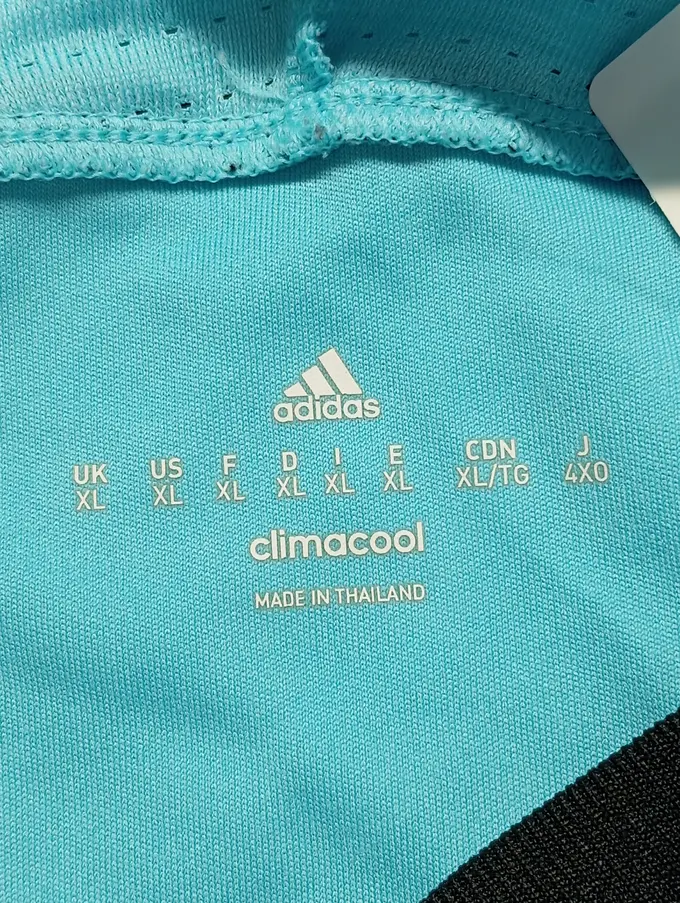 adidas
UK US F D I E CDN J
XL XL XL XL XL XL XL/TG 4XO
climacool
MADE IN THAILAND